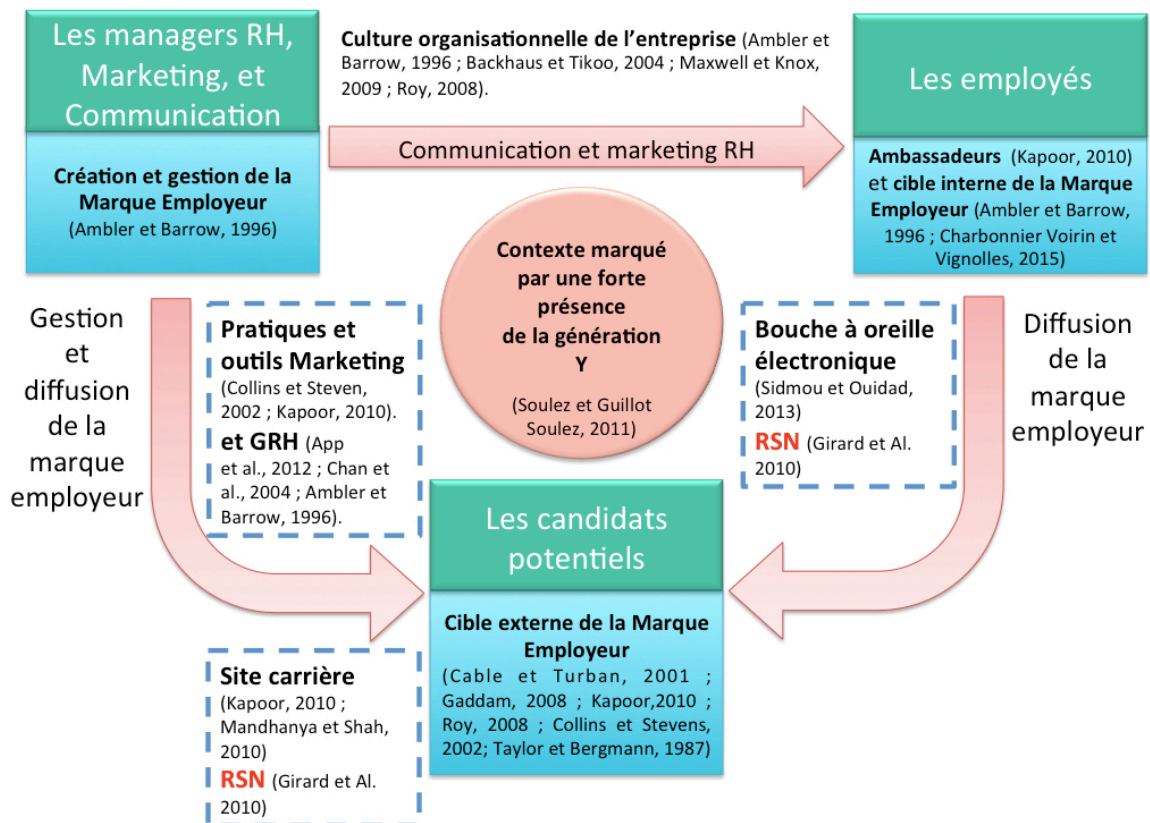 Les managers RH,
Marketing, et
Communication
Création et gestion de la
Marque Employeur
(Ambler et Barrow, 1996)
Culture organisationnelle de l’entreprise (Ambler et
Barrow, 1996 ; Backhaus et Tikoo, 2004 ; Maxwell et Knox,
2009 ; Roy, 2008).
Communication et marketing RH
Les employés
Ambassadeurs (Kapoor, 2010)
et cible interne de la Marque
Employeur (Ambler et Barrow,
1996 ; Charbonnier Voirin et
Vignolles, 2015)
Contexte marqué
par une forte
présence
de la génération
Y
(Soulez et Guillot
Soulez, 2011)
Gestion
et
diffusion
de la
marque
employeur
Pratiques et
outils Marketing
(Collins et Steven,
2002 ; Kapoor, 2010).
et GRH (App
et al., 2012 ; Chan et
al., 2004 ; Ambler et
Barrow, 1996).
Bouche à oreille
électronique
(Sidmou et Ouidad,
2013)
RSN (Girard et Al.
2010)
Diffusion
de la
marque
employeur
Les candidats
potentiels
Cible externe de la Marque
Employeur
(Cable et Turban, 2001 ;
Gaddam, 2008 ; Kapoor,2010 ;
Roy, 2008 ; Collins et Stevens,
2002; Taylor et Bergmann, 1987)
Site carrière
(Kapoor, 2010 ;
Mandhanya et Shah,
2010)
RSN (Girard et Al.
2010)